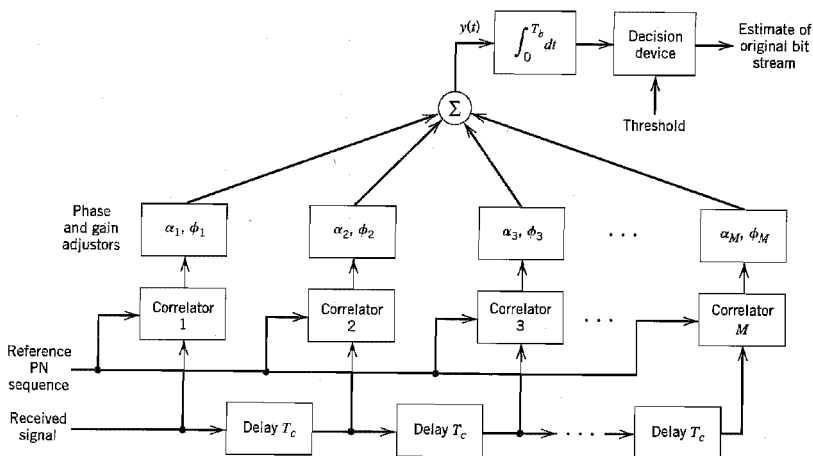 y(t)
∫₀^{T_b} dt
Decision
device
Estimate of
original bit
stream
Σ
Threshold
Phase
and gain
adjustors
α₁, ϕ₁
α₂, ϕ₂
α₃, ϕ₃
. . .
α_M, ϕ_M
Correlator
1
Correlator
2
Correlator
3
. . .
Correlator
M
Reference
PN
sequence
Received
signal
Delay T_c
Delay T_c
. . . .
Delay T_c